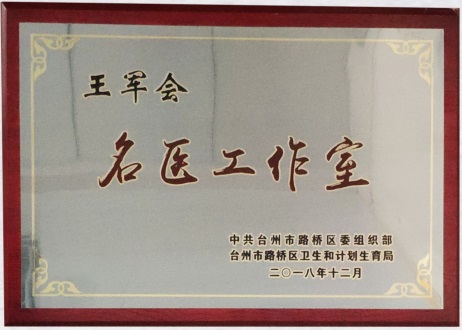 王军会
名医工作室
中共台州市路桥区委组织部
台州市路桥区卫生和计划生育局
二〇一八年十二月